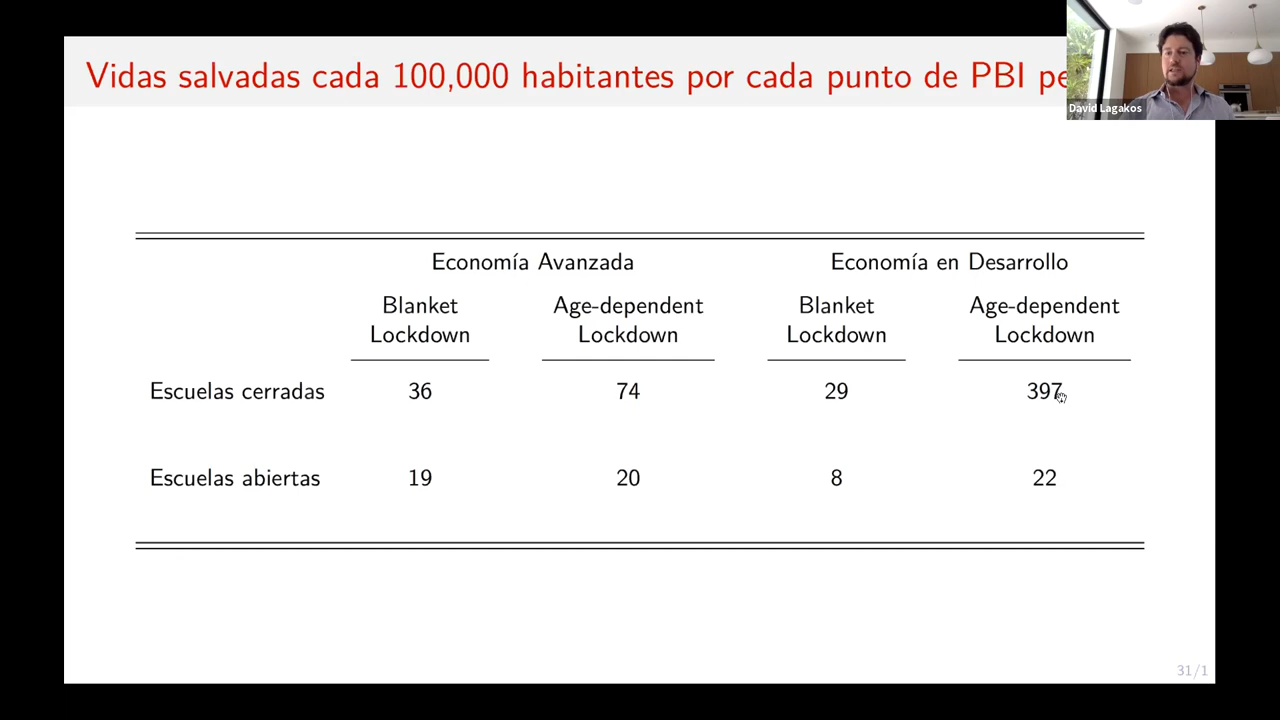 Vidas salvadas cada 100,000 habitantes por cada punto de PBI
David Lagakos
Economía Avanzada Economía en Desarrollo
Blanket Age-dependent Blanket Age-dependent
Lockdown Lockdown Lockdown Lockdown
Escuelas cerradas 36 74 29 397
Escuelas abiertas 19 20 8 22
31/1